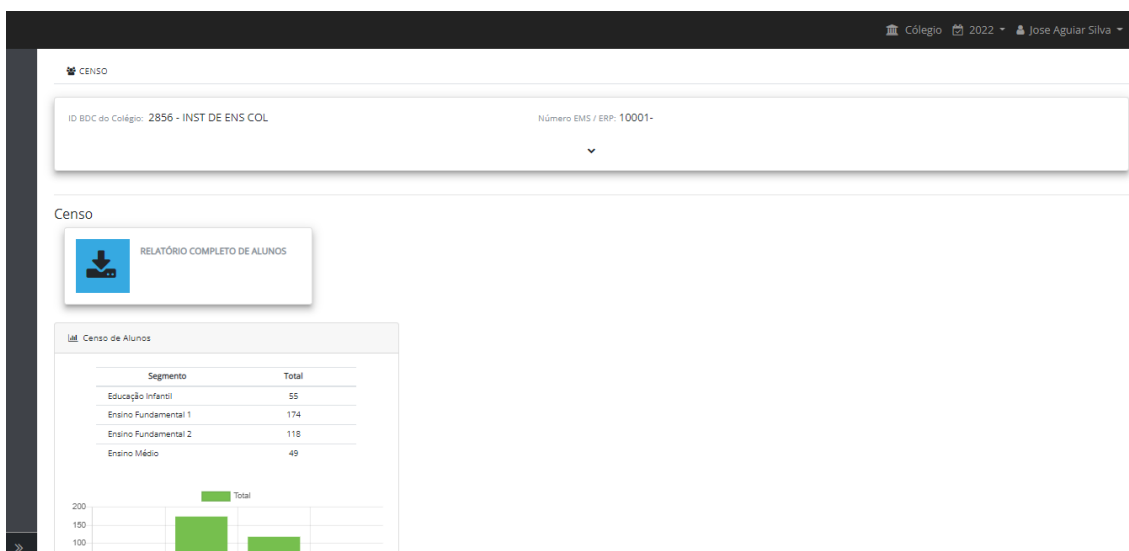 Cólegio 2022 Jose Aguiar Silva
CENSO
ID BDC do Colégio: 2856 - INST DE ENS COL Número EMS / ERP: 10001-
Censo
RELATÓRIO COMPLETO DE ALUNOS
Censo de Alunos
Segmento Total
Educação Infantil 55
Ensino Fundamental 1 174
Ensino Fundamental 2 118
Ensino Médio 49
Total
200
150
100